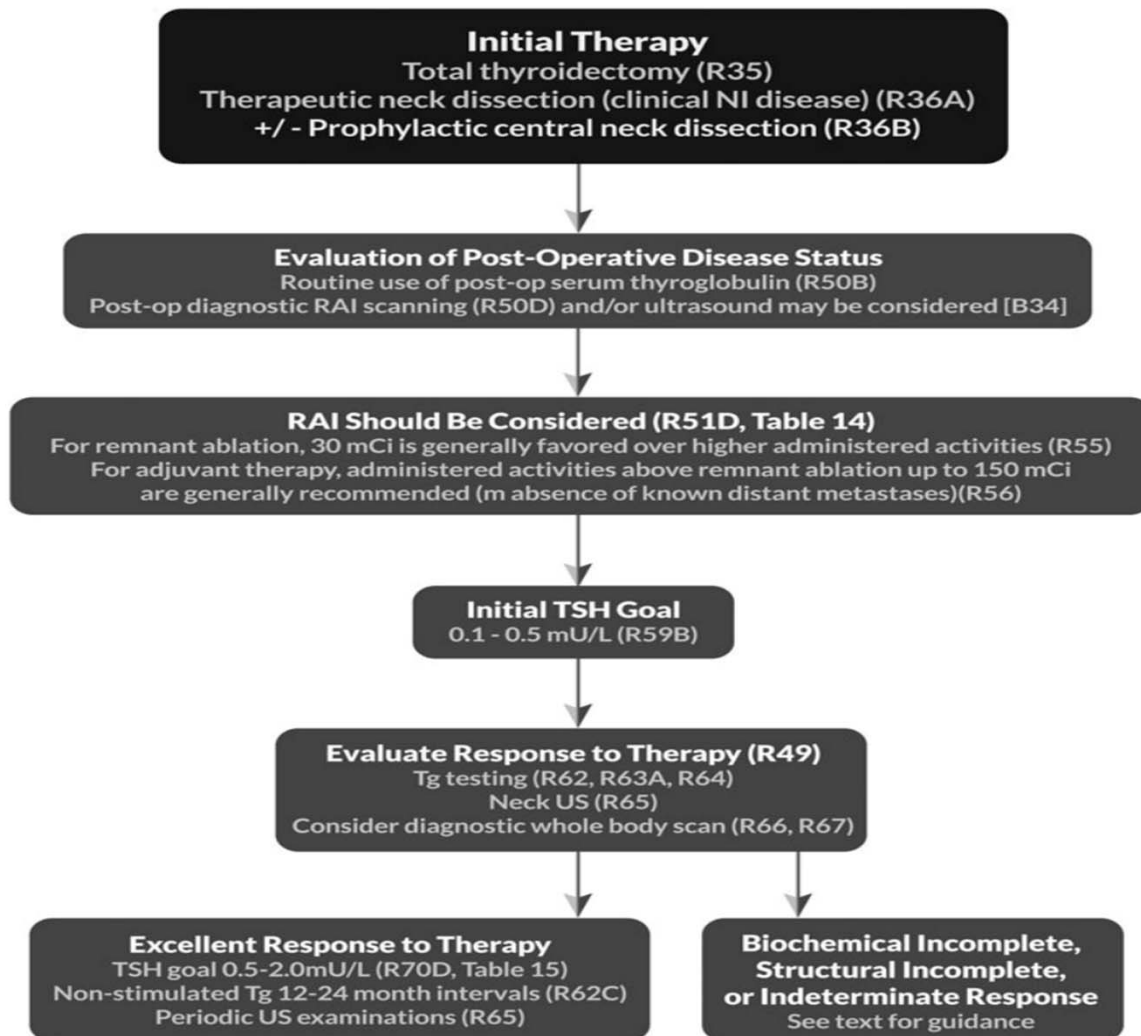 Initial Therapy
Total thyroidectomy (R35)
Therapeutic neck dissection (clinical NI disease) (R36A)
+/ - Prophylactic central neck dissection (R36B)
Evaluation of Post-Operative Disease Status
Routine use of post-op serum thyroglobulin (R50B)
Post-op diagnostic RAI scanning (R50D) and/or ultrasound may be considered [B34]
RAI Should Be Considered (R51D, Table 14)
For remnant ablation, 30 mCi is generally favored over higher administered activities (R55)
For adjuvant therapy, administered activities above remnant ablation up to 150 mCi
are generally recommended (m absence of known distant metastases)(R56)
Initial TSH Goal
0.1 - 0.5 mU/L (R59B)
Evaluate Response to Therapy (R49)
Tg testing (R62, R63A, R64)
Neck US (R65)
Consider diagnostic whole body scan (R66, R67)
Excellent Response to Therapy
TSH goal 0.5-2.0mU/L (R70D, Table 15)
Non-stimulated Tg 12-24 month intervals (R62C)
Periodic US examinations (R65)
Biochemical Incomplete,
Structural Incomplete,
or Indeterminate Response
See text for guidance